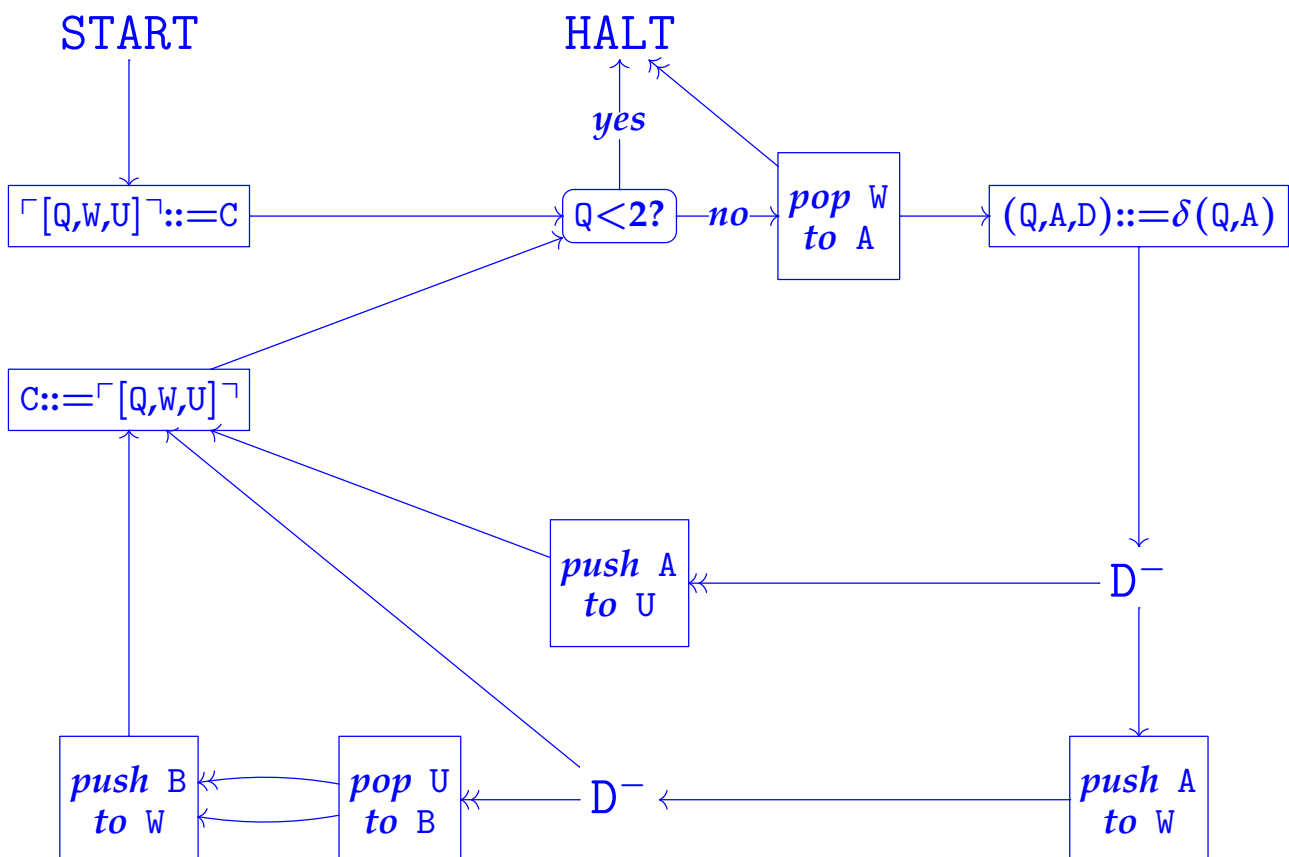 START
HALT
yes
⌜[Q,W,U]⌝::=C
Q<2?
no
pop W
to A
(Q,A,D)::=δ(Q,A)
C::=⌜[Q,W,U]⌝
push A
to U
D⁻
push B
to W
pop U
to B
D⁻
push A
to W